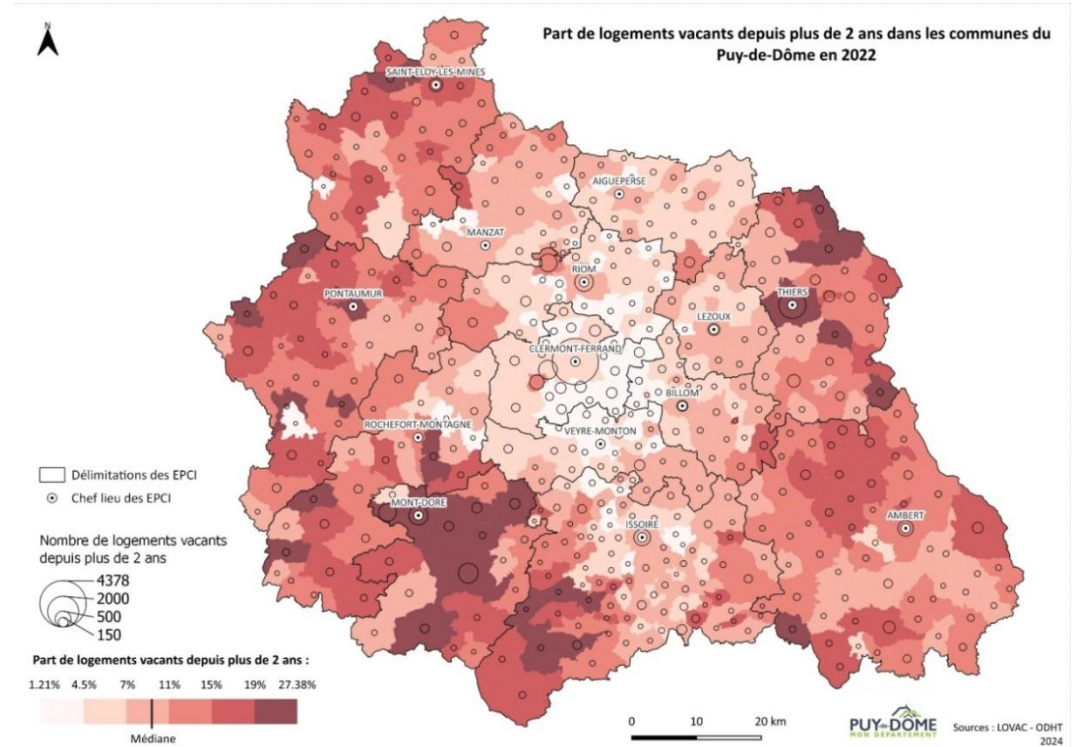 N
Part de logements vacants depuis plus de 2 ans dans les communes du
Puy-de-Dôme en 2022
SAINT-ELOY-LES-MINES
AIGUEPERSE
MANZAT
RIOM
PONTAUMUR
THIERS
LEZOUX
CLERMONT-FERRAND
BILLOM
ROCHEFORT-MONTAGNE
VEYRE-MONTON
Délimitations des EPCI
Chef lieu des EPCI
MONT-DORE
ISSOIRE
AMBERT
Nombre de logements vacants
depuis plus de 2 ans
4378
2000
500
150
Part de logements vacants depuis plus de 2 ans :
1.21% 4.5% 7% 11% 15% 19% 27.38%
Médiane
0 10 20 km
PUY-de-DÔME
MON DÉPARTEMENT
Sources : LOVAC - ODHT
2024